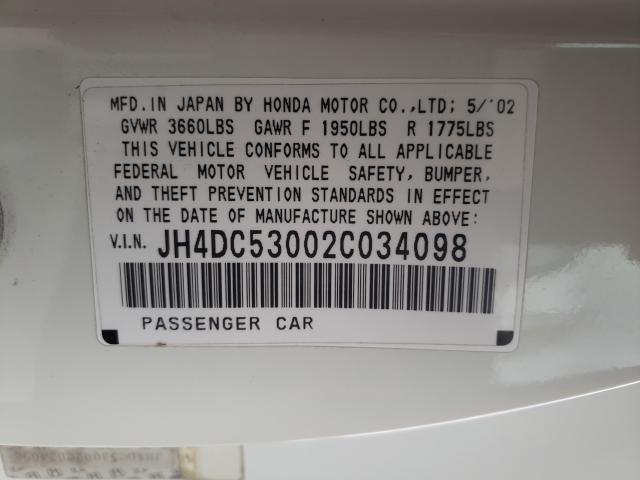 MFD.IN JAPAN BY HONDA MOTOR CO.,LTD; 5/'02
GVWR 3660LBS GAWR F 1950LBS R 1775LBS
THIS VEHICLE CONFORMS TO ALL APPLICABLE
FEDERAL MOTOR VEHICLE SAFETY, BUMPER,
AND THEFT PREVENTION STANDARDS IN EFFECT
ON THE DATE OF MANUFACTURE SHOWN ABOVE:
V.I.N. JH4DC53002C034098
PASSENGER CAR
JH4DC53002C034098